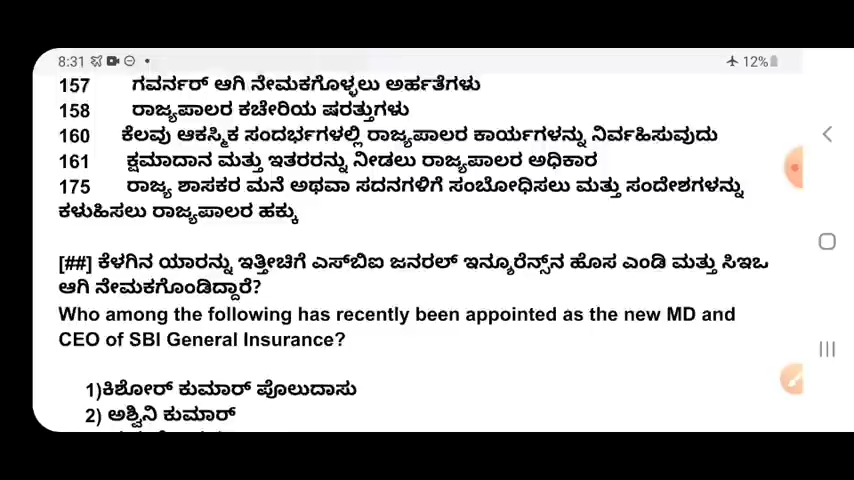 8:31
12%
157 ಗವರ್ನರ್ ಆಗಿ ನೇಮಕಗೊಳ್ಳಲು ಅರ್ಹತೆಗಳು
158 ರಾಜ್ಯಪಾಲರ ಕಚೇರಿಯ ಷರತ್ತುಗಳು
160 ಕೆಲವು ಆಕಸ್ಮಿಕ ಸಂದರ್ಭಗಳಲ್ಲಿ ರಾಜ್ಯಪಾಲರ ಕಾರ್ಯಗಳನ್ನು ನಿರ್ವಹಿಸುವುದು
161 ಕ್ಷಮಾದಾನ ಮತ್ತು ಇತರರನ್ನು ನೀಡಲು ರಾಜ್ಯಪಾಲರ ಅಧಿಕಾರ
175 ರಾಜ್ಯ ಶಾಸಕರ ಮನೆ ಅಥವಾ ಸದನಗಳಿಗೆ ಸಂಬೋಧಿಸಲು ಮತ್ತು ಸಂದೇಶಗಳನ್ನು
ಕಳುಹಿಸಲು ರಾಜ್ಯಪಾಲರ ಹಕ್ಕು
[##] ಕೆಳಗಿನ ಯಾರನ್ನು ಇತ್ತೀಚಿಗೆ ಎಸ್‌ಬಿಐ ಜನರಲ್ ಇನ್ಶೂರೆನ್ಸ್‌ನ ಹೊಸ ಎಂಡಿ ಮತ್ತು ಸಿಇಒ
ಆಗಿ ನೇಮಕಗೊಂಡಿದ್ದಾರೆ?
Who among the following has recently been appointed as the new MD and
CEO of SBI General Insurance?
1)ಕಿಶೋರ್ ಕುಮಾರ್ ಪೊಲುದಾಸು
2) ಅಶ್ವಿನಿ ಕುಮಾರ್